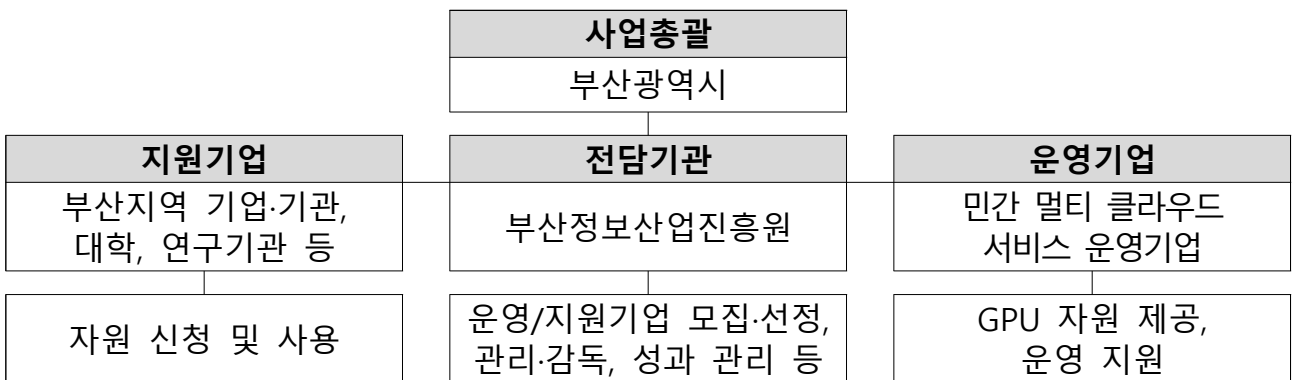 사업총괄
부산광역시
지원기업
부산지역 기업·기관,
대학, 연구기관 등
자원 신청 및 사용
전담기관
부산정보산업진흥원
운영/지원기업 모집·선정,
관리·감독, 성과 관리 등
운영기업
민간 멀티 클라우드
서비스 운영기업
GPU 자원 제공,
운영 지원